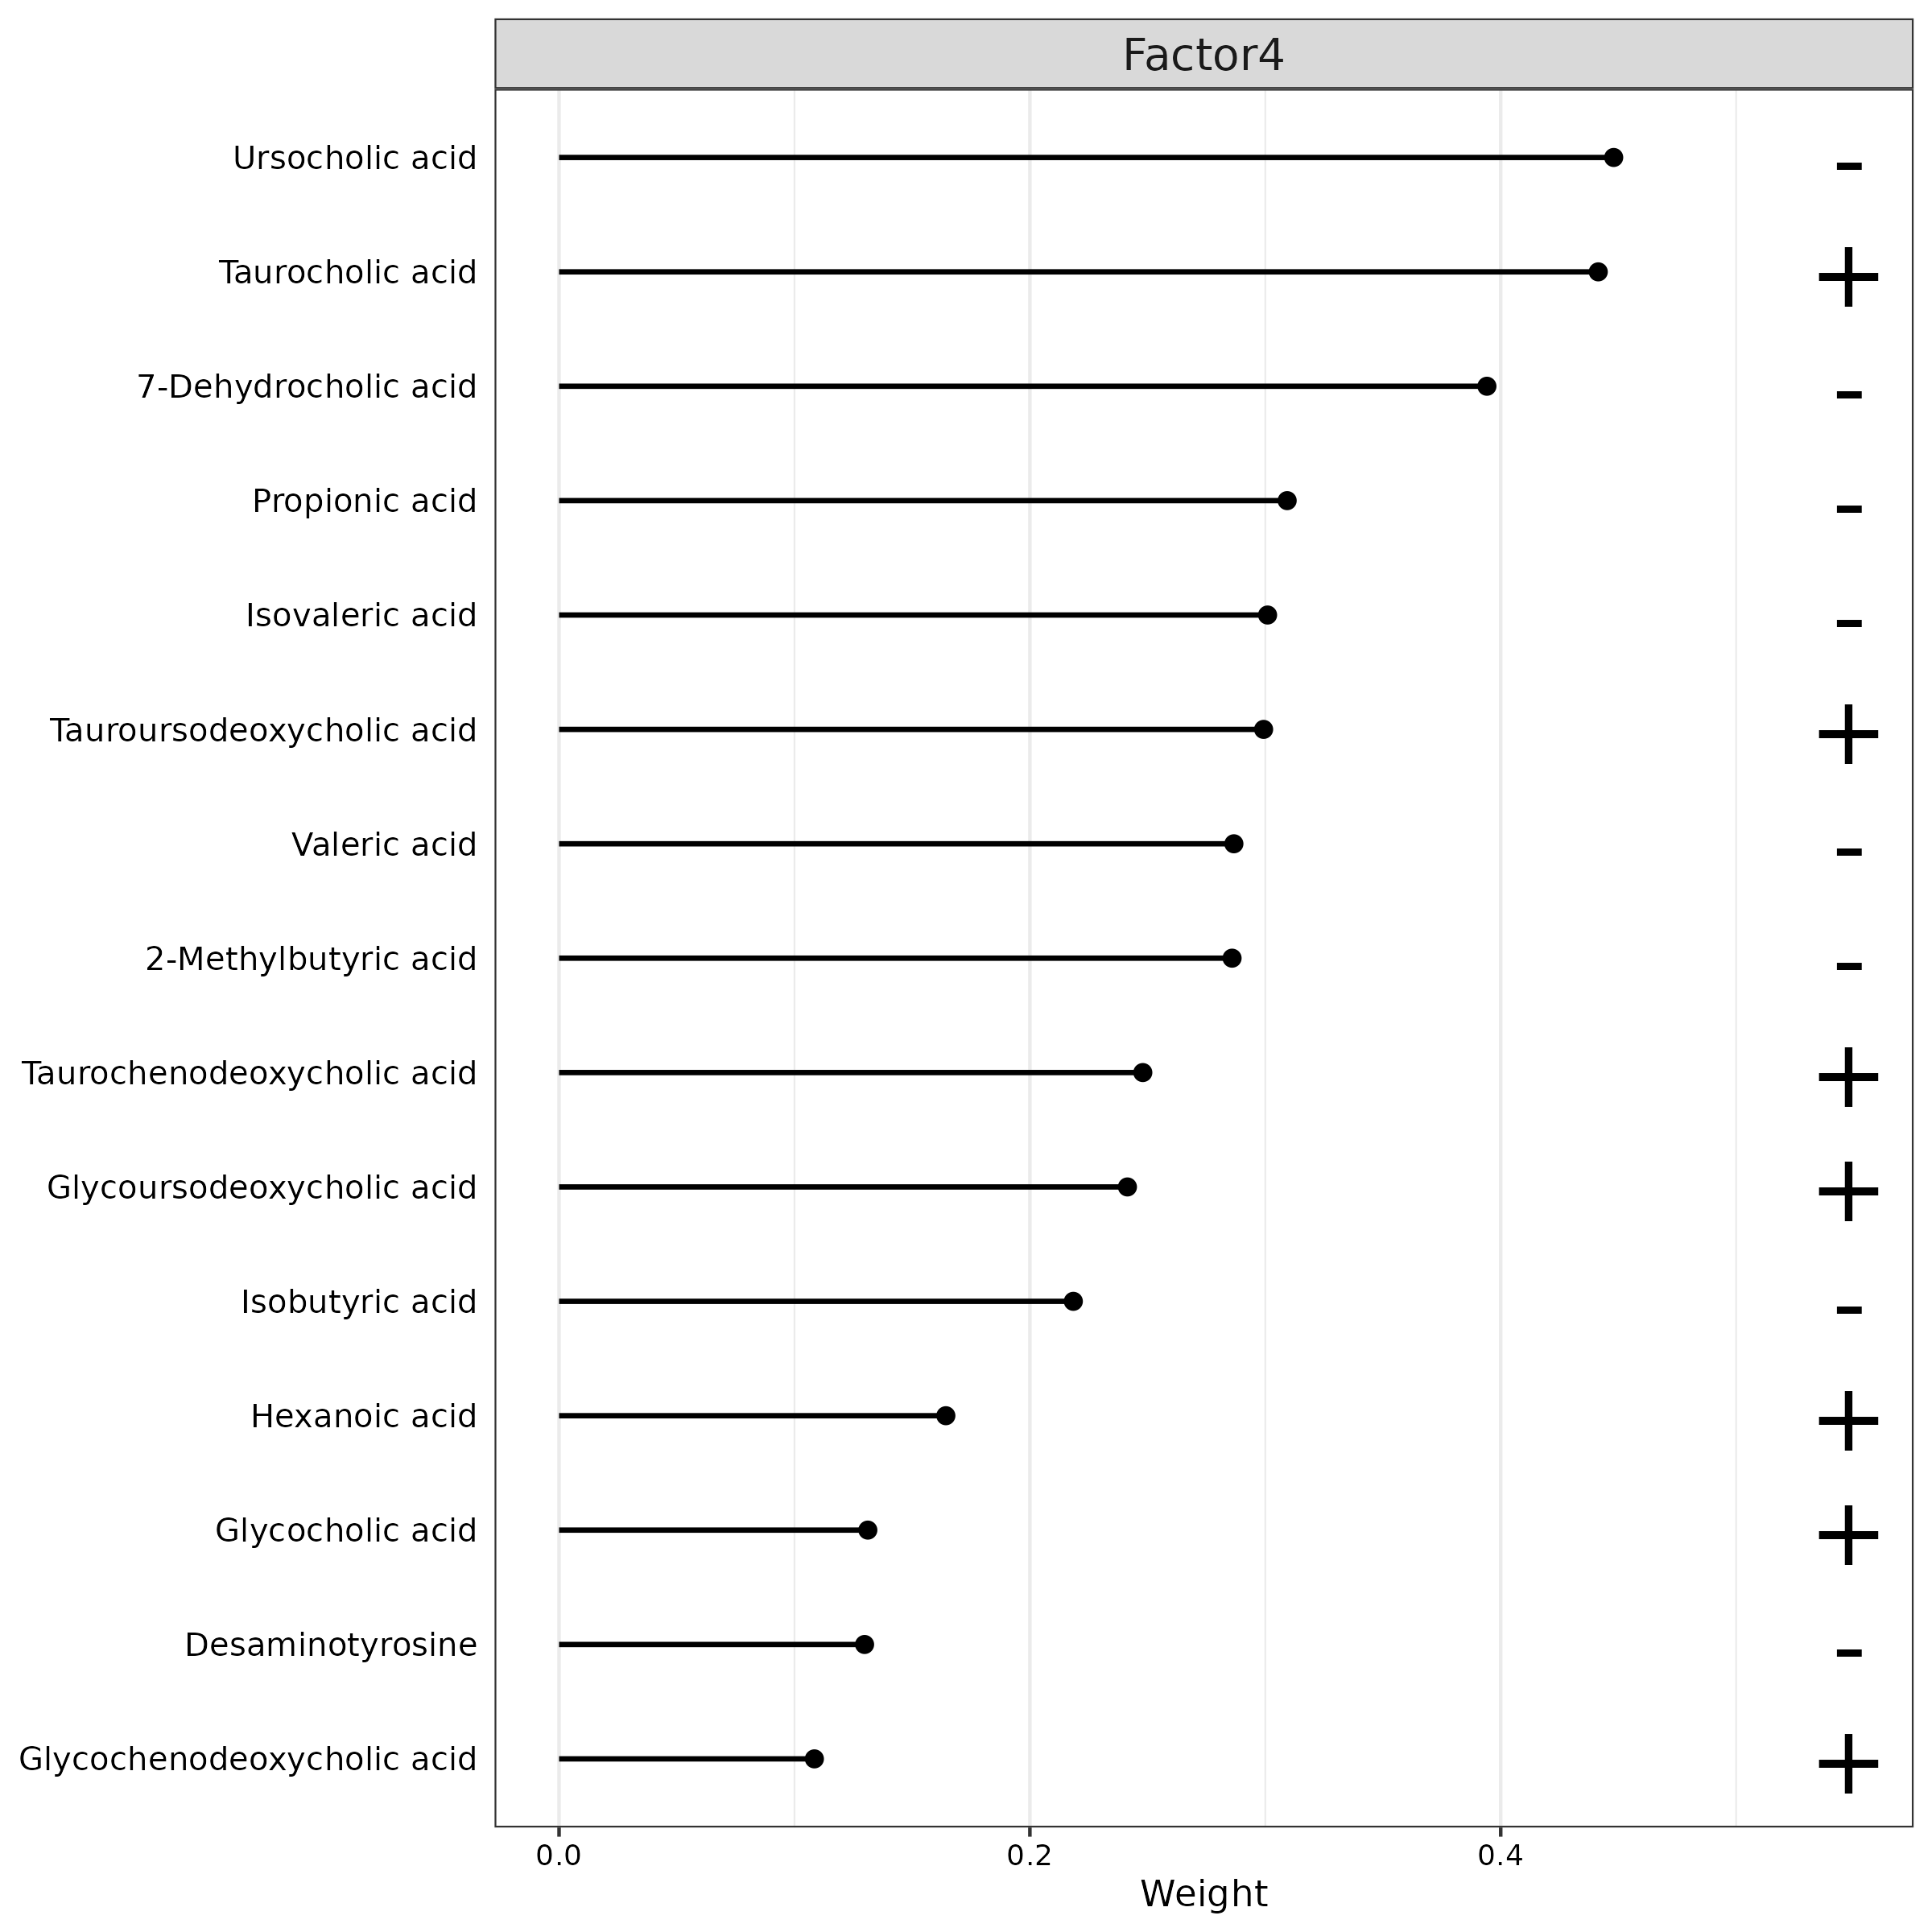 Factor4
Ursocholic acid -
Taurocholic acid +
7-Dehydrocholic acid -
Propionic acid -
Isovaleric acid -
Tauroursodeoxycholic acid +
Valeric acid -
2-Methylbutyric acid -
Taurochenodeoxycholic acid +
Glycoursodeoxycholic acid +
Isobutyric acid -
Hexanoic acid +
Glycocholic acid +
Desaminotyrosine -
Glycochenodeoxycholic acid +
0.0 0.2 0.4
Weight